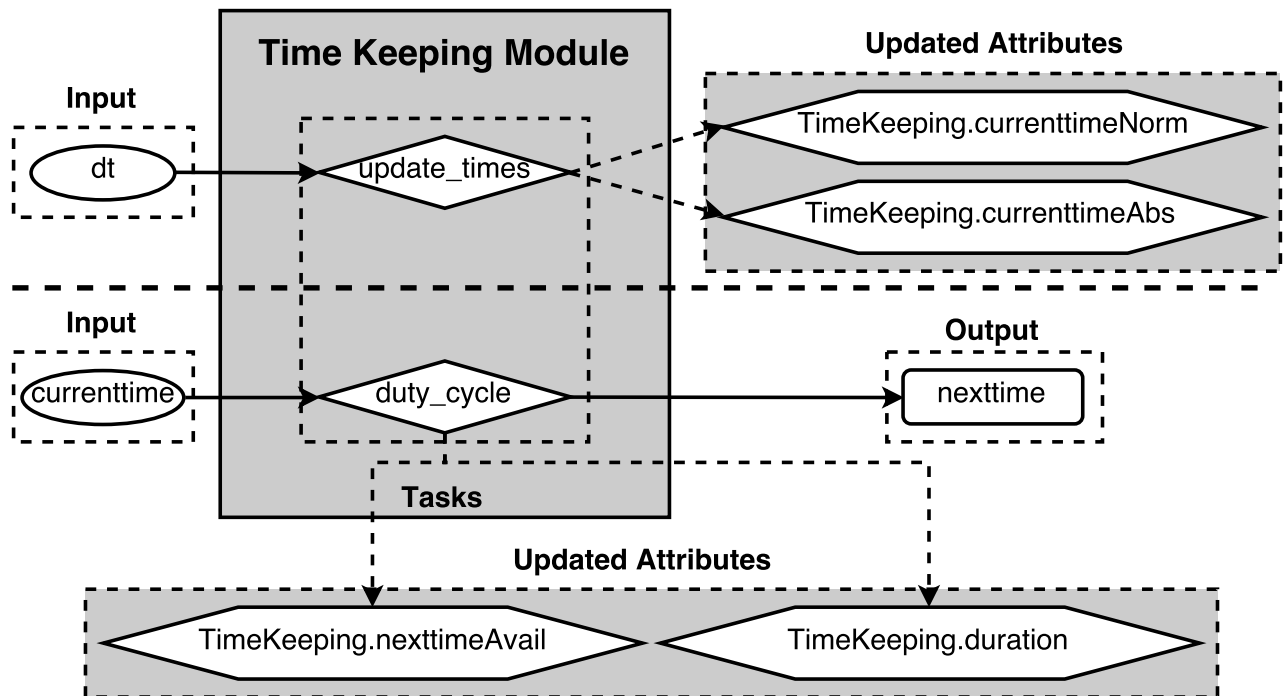 Time Keeping Module
Updated Attributes
Input
dt
update_times
TimeKeeping.currenttimeNorm
TimeKeeping.currenttimeAbs
Input
Output
currenttime
duty_cycle
nexttime
Tasks
Updated Attributes
TimeKeeping.nexttimeAvail
TimeKeeping.duration